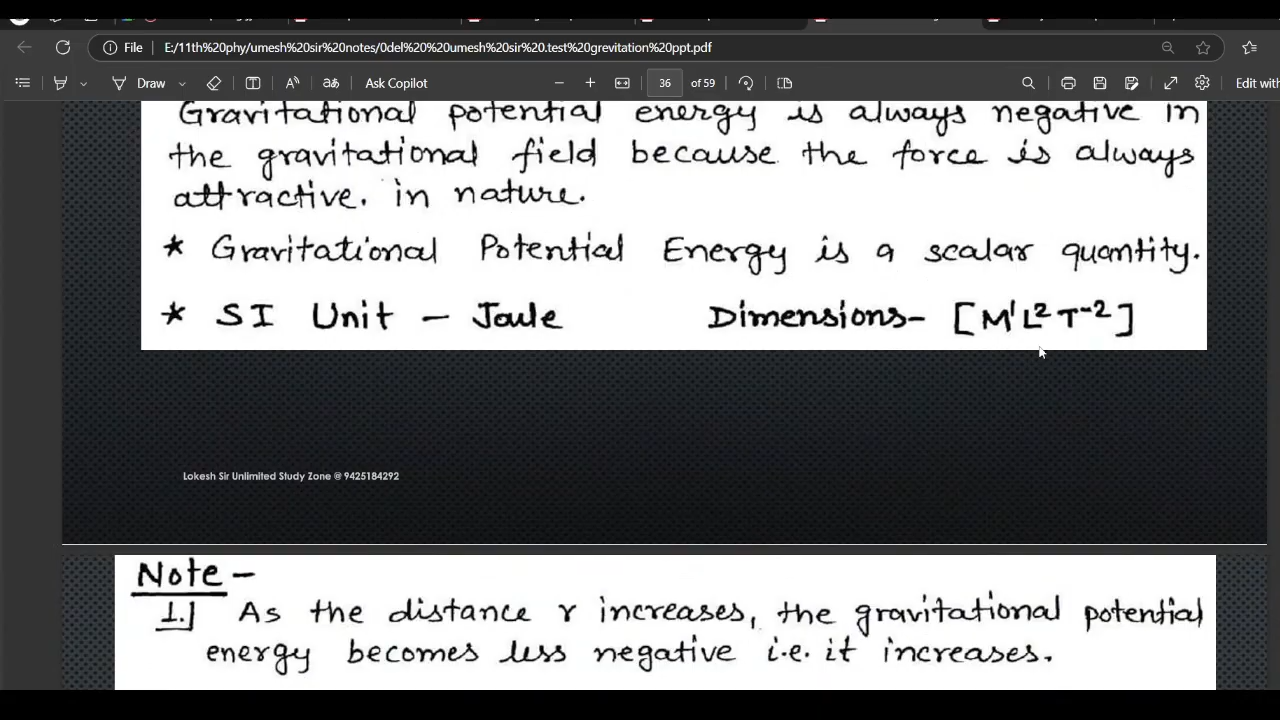 File E:/11th%20phy/umesh%20sir%20notes/0del%20%20umesh%20sir%20.test%20grevitation%20ppt.pdf
Draw Ask Copilot 36 of 59 Edit with
Gravitational potential energy is always negative in
the gravitational field because the force is always
attractive. in nature.
* Gravitational Potential Energy is a scalar quantity.
* SI Unit - Joule Dimensions- [M¹L²T⁻²]
Lokesh Sir Unlimited Study Zone @ 9425184292
Note -
1.] As the distance r increases, the gravitational potential
energy becomes less negative i.e. it increases.